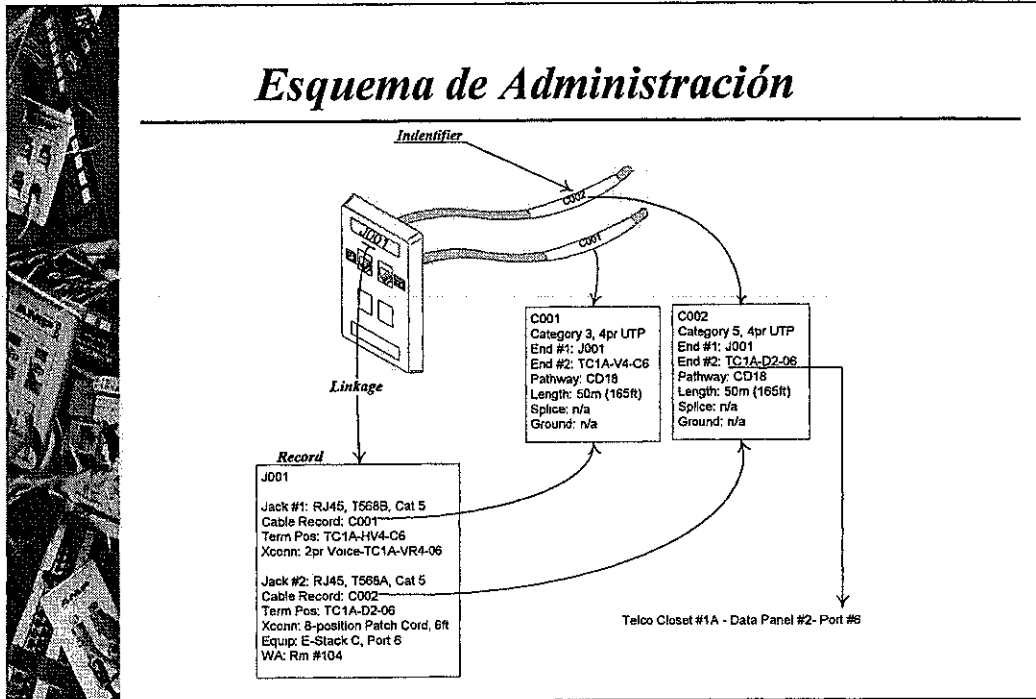 Esquema de Administración
Indentifier
C002
C001
J001
Linkage
C001
Category 3, 4pr UTP
End #1: J001
End #2: TC1A-V4-C6
Pathway: CD18
Length: 50m (165ft)
Splice: n/a
Ground: n/a
C002
Category 5, 4pr UTP
End #1: J001
End #2: TC1A-D2-06
Pathway: CD18
Length: 50m (165ft)
Splice: n/a
Ground: n/a
Record
J001
Jack #1: RJ45, T568B, Cat 5
Cable Record: C001
Term Pos: TC1A-HV4-C6
Xconn: 2pr Voice-TC1A-VR4-06
Jack #2: RJ45, T568A, Cat 5
Cable Record: C002
Term Pos: TC1A-D2-06
Xconn: 8-position Patch Cord, 6ft
Equip: E-Stack C, Port 6
WA: Rm #104
Telco Closet #1A - Data Panel #2- Port #6